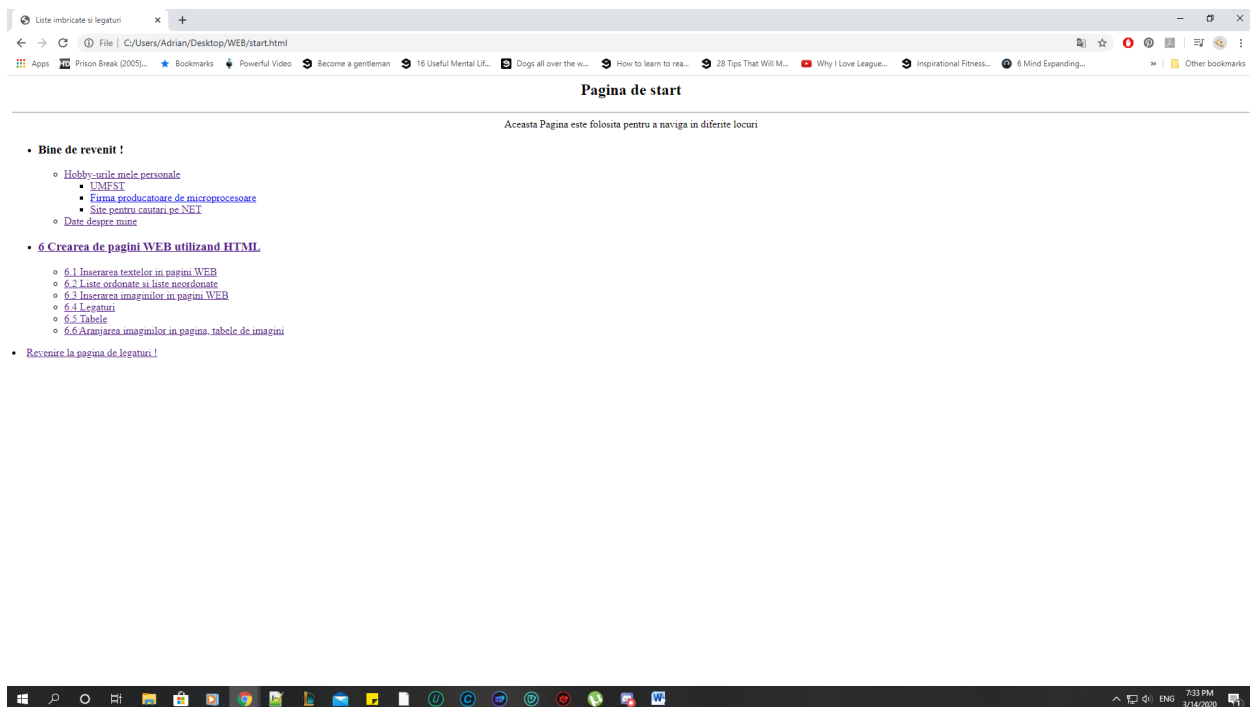 Liste imbricate si legaturi
File | C:/Users/Adrian/Desktop/WEB/start.html
Apps Prison Break (2005)... Bookmarks Powerful Video Become a gentleman 16 Useful Mental Lif... Dogs all over the w... How to learn to rea... 28 Tips That Will M... Why I Love League... Inspirational Fitness... 6 Mind Expanding... » Other bookmarks
Pagina de start
Aceasta Pagina este folosita pentru a naviga in diferite locuri
Bine de revenit !
Hobby-urile mele personale
UMFST
Firma producatoare de microprocesoare
Site pentru cautari pe NET
Date despre mine
6 Crearea de pagini WEB utilizand HTML
6.1 Inserarea textelor in pagini WEB
6.2 Liste ordonate si liste neordonate
6.3 Inserarea imaginilor in pagini WEB
6.4 Legaturi
6.5 Tabele
6.6 Aranjarea imaginilor in pagina, tabele de imagini
Revenire la pagina de legaturi !
ENG
7:33 PM
3/14/2020